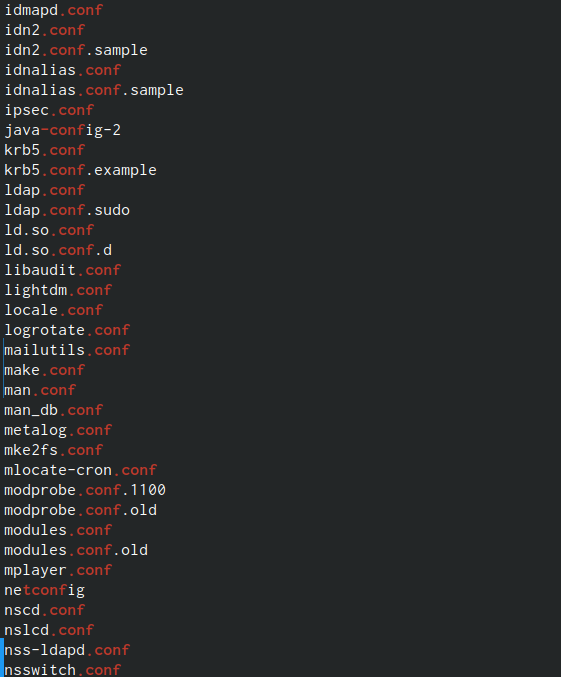 idmapd.conf
idn2.conf
idn2.conf.sample
idnalias.conf
idnalias.conf.sample
ipsec.conf
java-config-2
krb5.conf
krb5.conf.example
ldap.conf
ldap.conf.sudo
ld.so.conf
ld.so.conf.d
libaudit.conf
lightdm.conf
locale.conf
logrotate.conf
mailutils.conf
make.conf
man.conf
man_db.conf
metalog.conf
mke2fs.conf
mlocate-cron.conf
modprobe.conf.1100
modprobe.conf.old
modules.conf
modules.conf.old
mplayer.conf
netconfig
nscd.conf
nslcd.conf
nss-ldapd.conf
nsswitch.conf